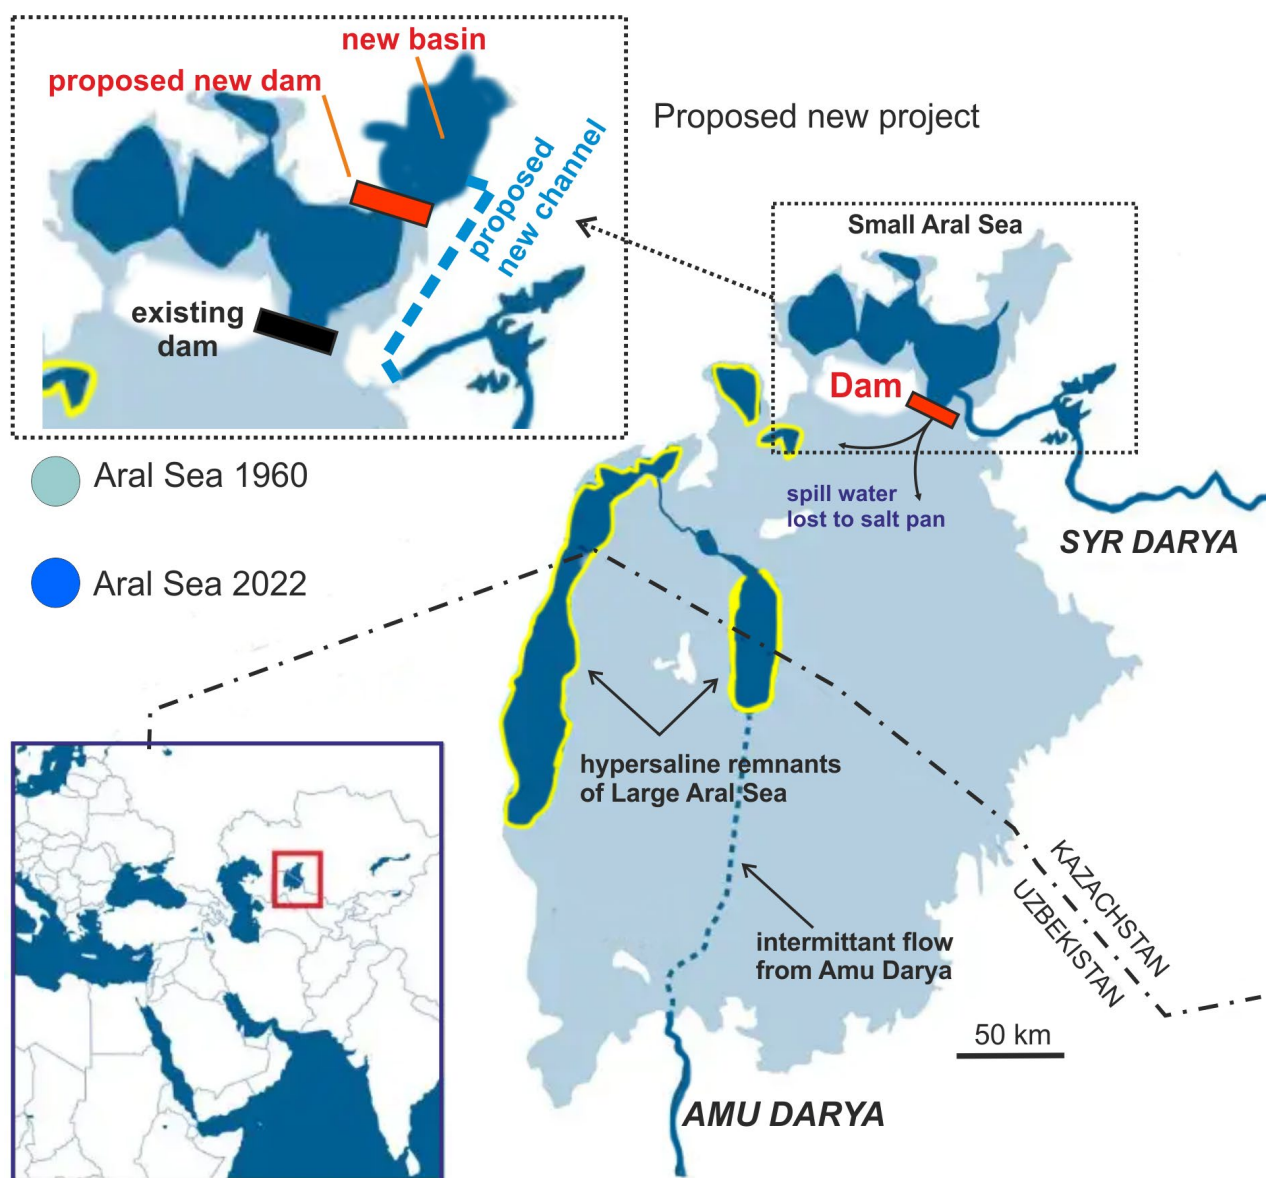 new basin
proposed new dam
proposed
new channel
existing
dam
Proposed new project
Small Aral Sea
Dam
spill water
lost to salt pan
SYR DARYA
Aral Sea 1960
Aral Sea 2022
hypersaline remnants
of Large Aral Sea
KAZACHSTAN
UZBEKISTAN
intermittant flow
from Amu Darya
50 km
AMU DARYA